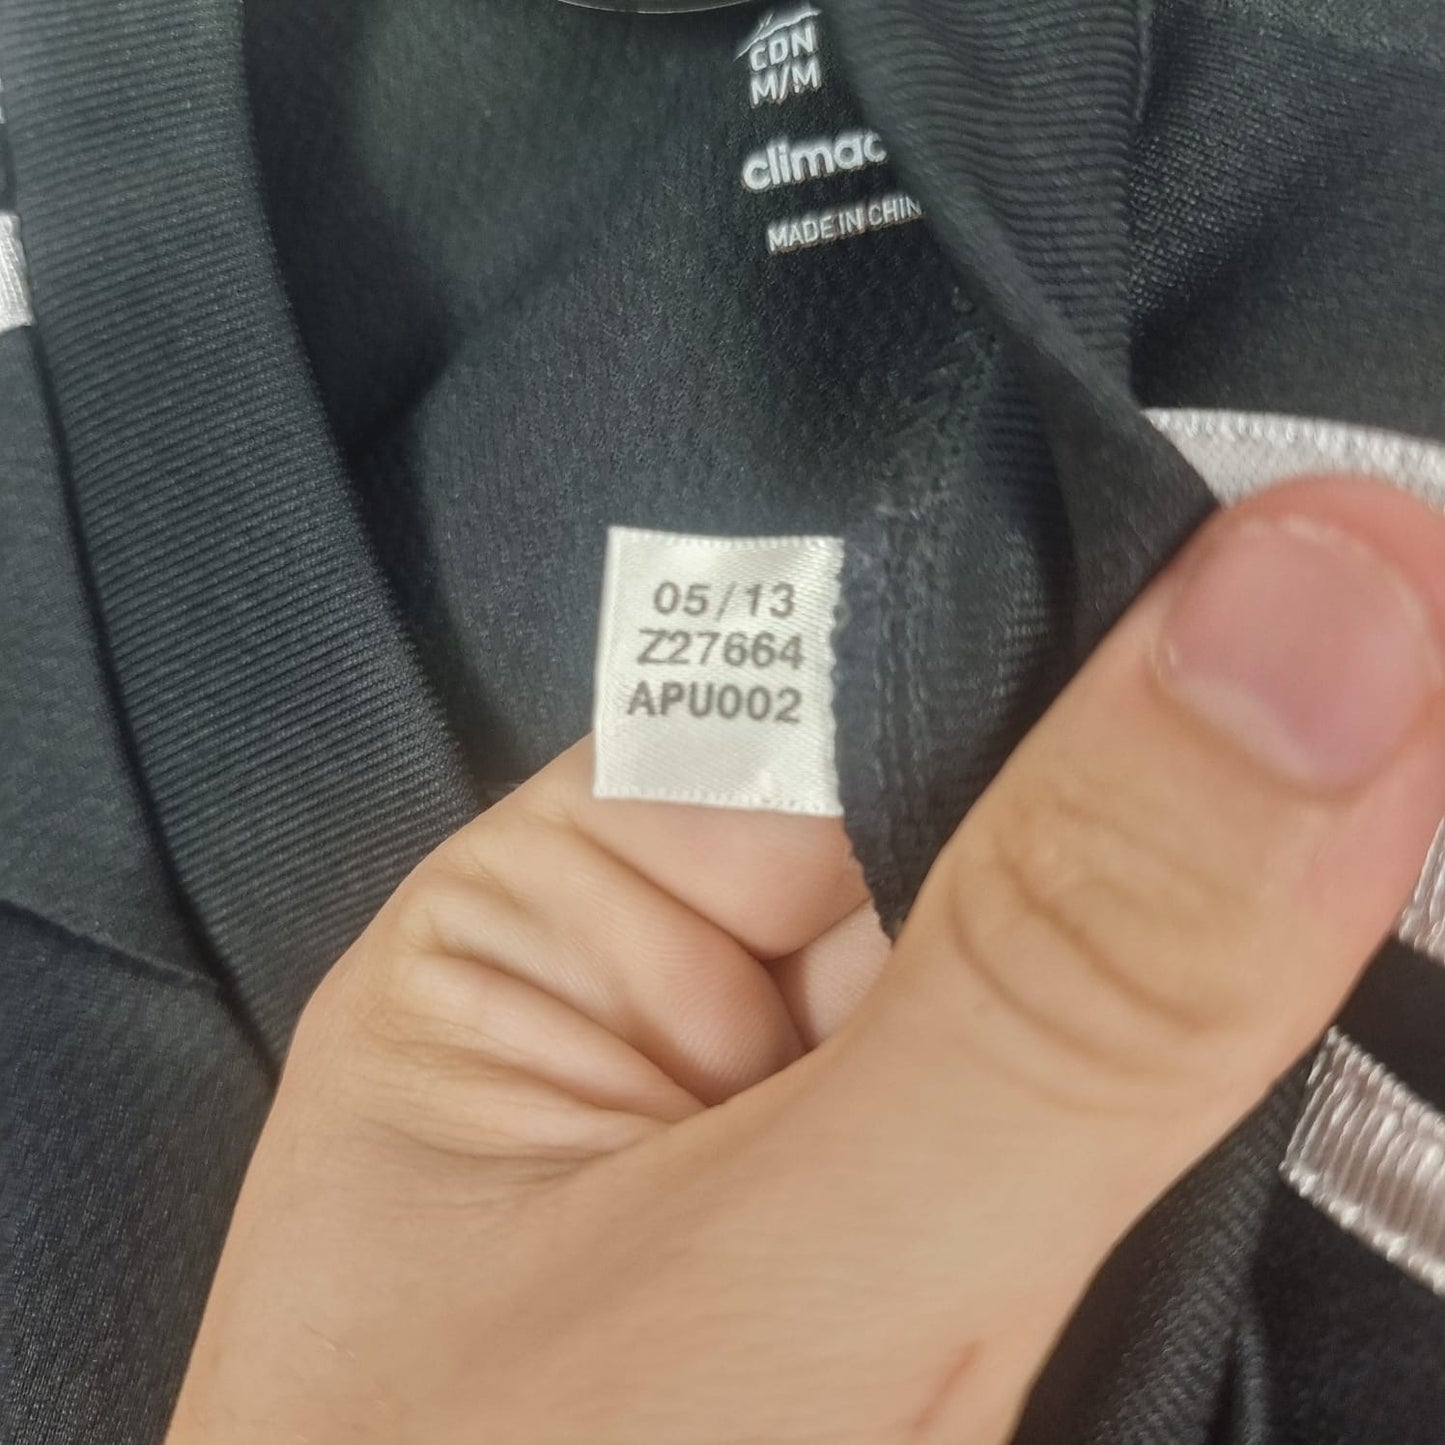 CDN
M/M
climac
MADE IN CHIN
05/13
Z27664
APU002